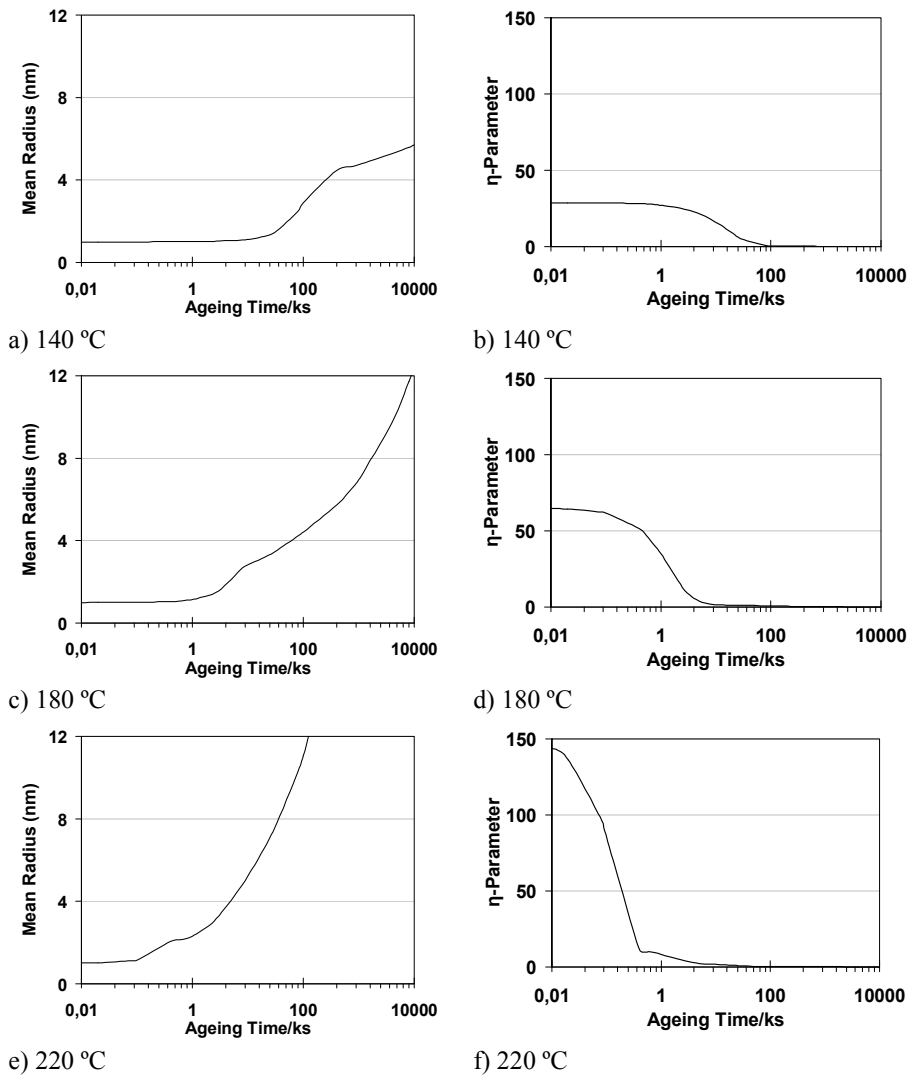 12
8
4
0
Mean Radius (nm)
0,01 1 100 10000
Ageing Time/ks
a) 140 ºC
150
100
50
0
η-Parameter
0,01 1 100 10000
Ageing Time/ks
b) 140 ºC
12
8
4
0
Mean Radius (nm)
0,01 1 100 10000
Ageing Time/ks
c) 180 ºC
150
100
50
0
η-Parameter
0,01 1 100 10000
Ageing Time/ks
d) 180 ºC
12
8
4
0
Mean Radius (nm)
0,01 1 100 10000
Ageing Time/ks
e) 220 ºC
150
100
50
0
η-Parameter
0,01 1 100 10000
Ageing Time/ks
f) 220 ºC